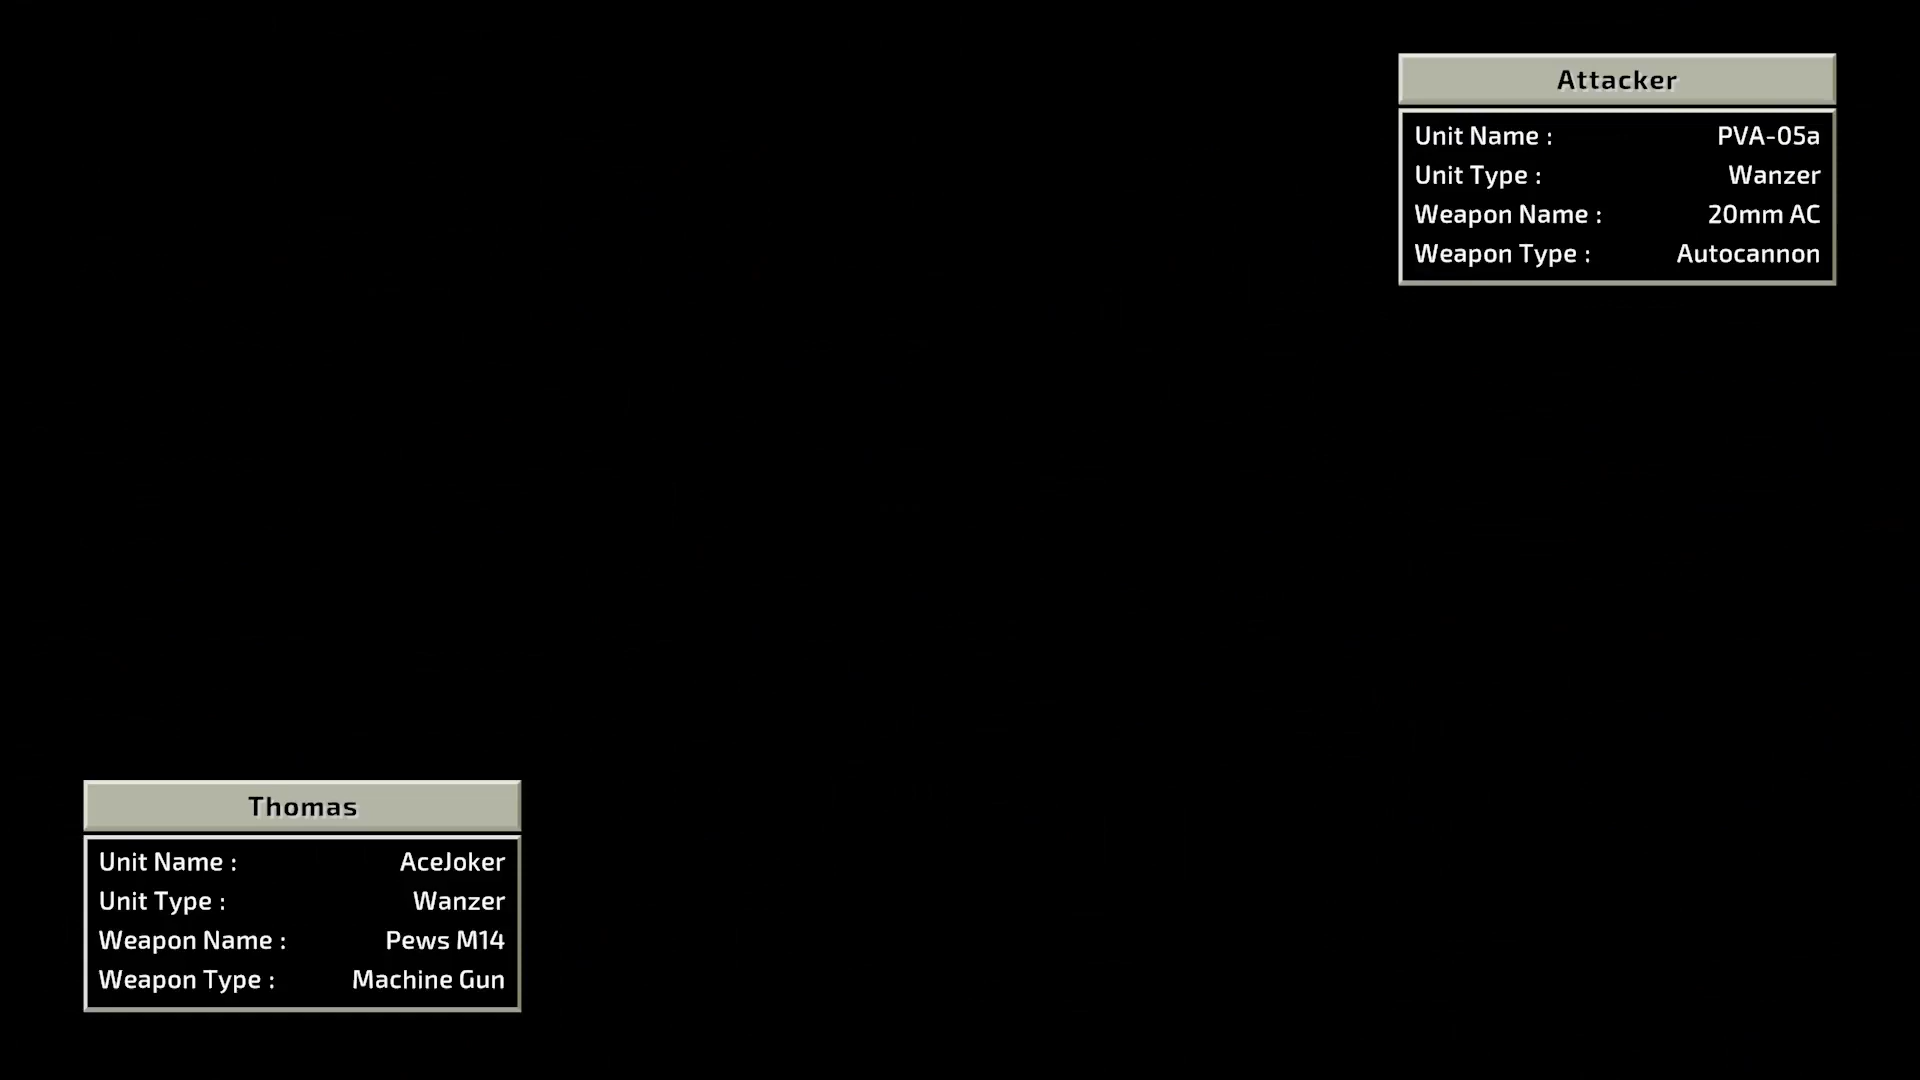 Attacker
Unit Name : PVA-05a
Unit Type : Wanzer
Weapon Name : 20mm AC
Weapon Type : Autocannon
Thomas
Unit Name : AceJoker
Unit Type : Wanzer
Weapon Name : Pews M14
Weapon Type : Machine Gun